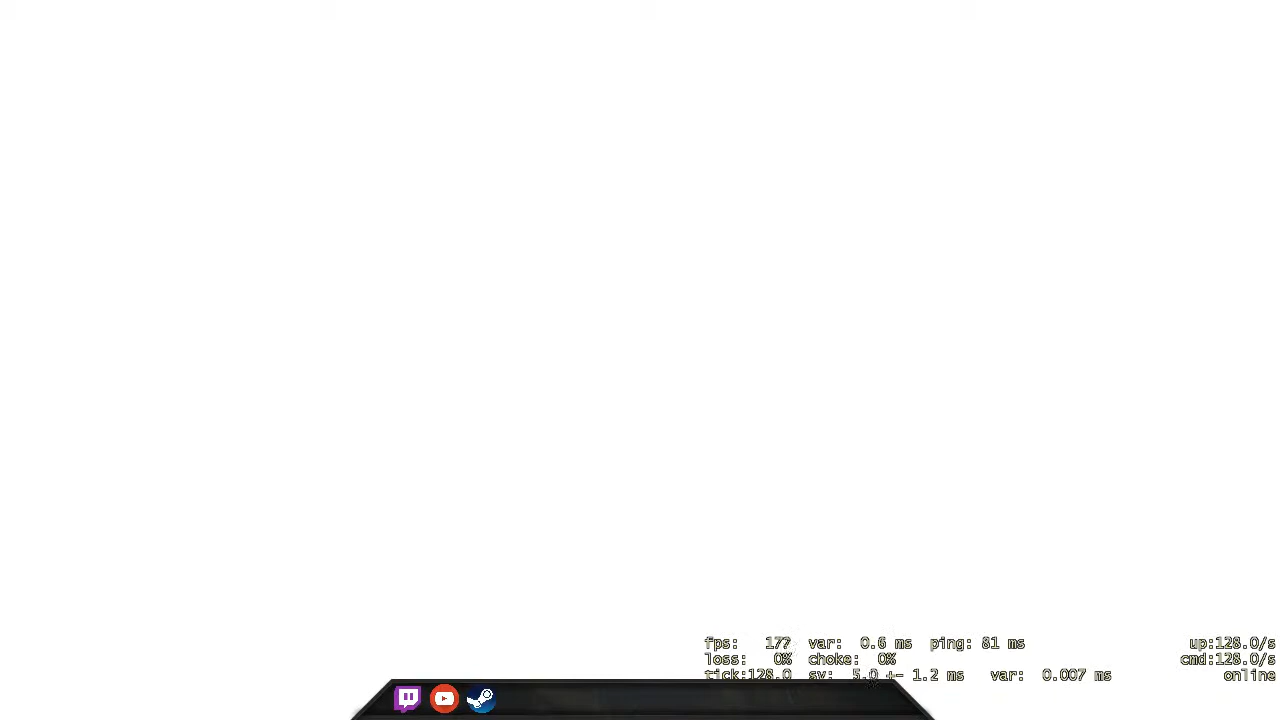 fps: 177 var: 0.6 ms ping: 81 ms up:128.0/s
loss: 0% choke: 0% cmd:128.0/s
tick:128.0 sv: 5.0 +- 1.2 ms var: 0.007 ms online